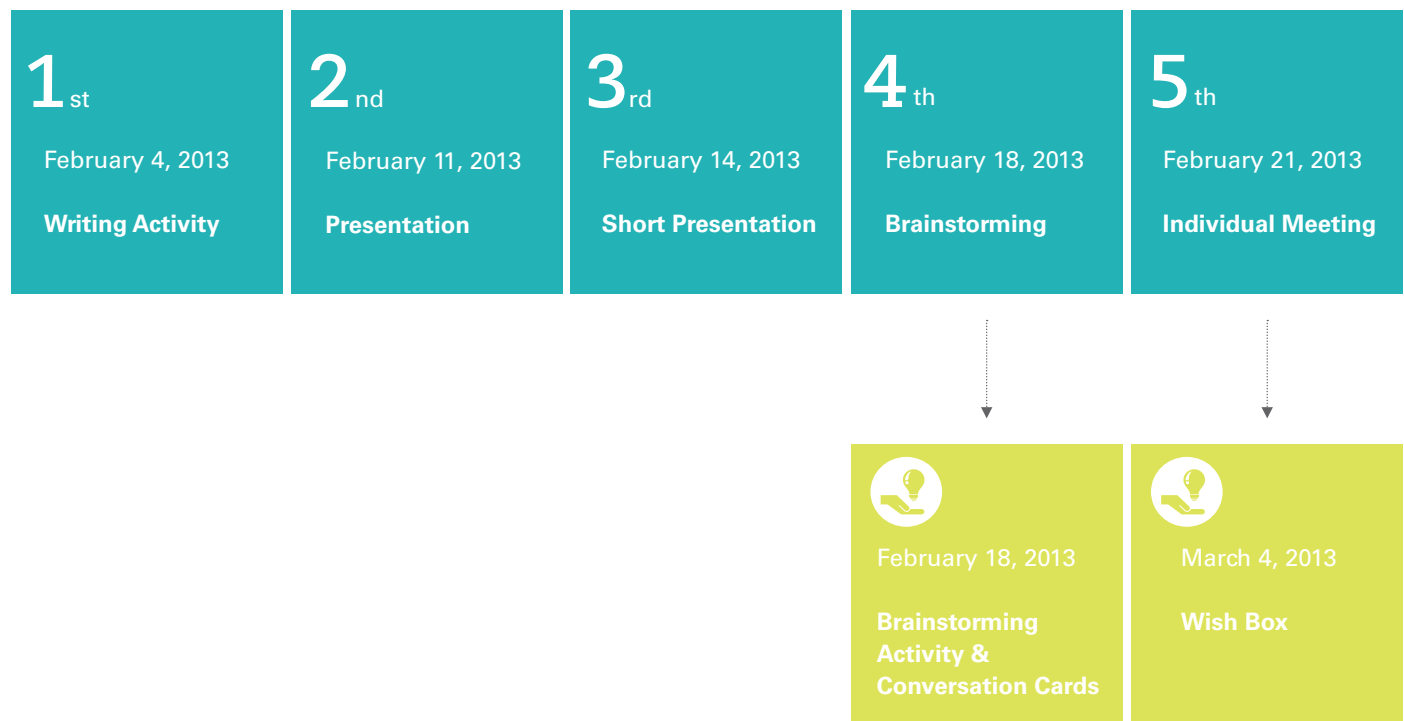 1st
February 4, 2013
Writing Activity
2nd
February 11, 2013
Presentation
3rd
February 14, 2013
Short Presentation
4th
February 18, 2013
Brainstorming
5th
February 21, 2013
Individual Meeting
February 18, 2013
Brainstorming
Activity &
Conversation Cards
March 4, 2013
Wish Box